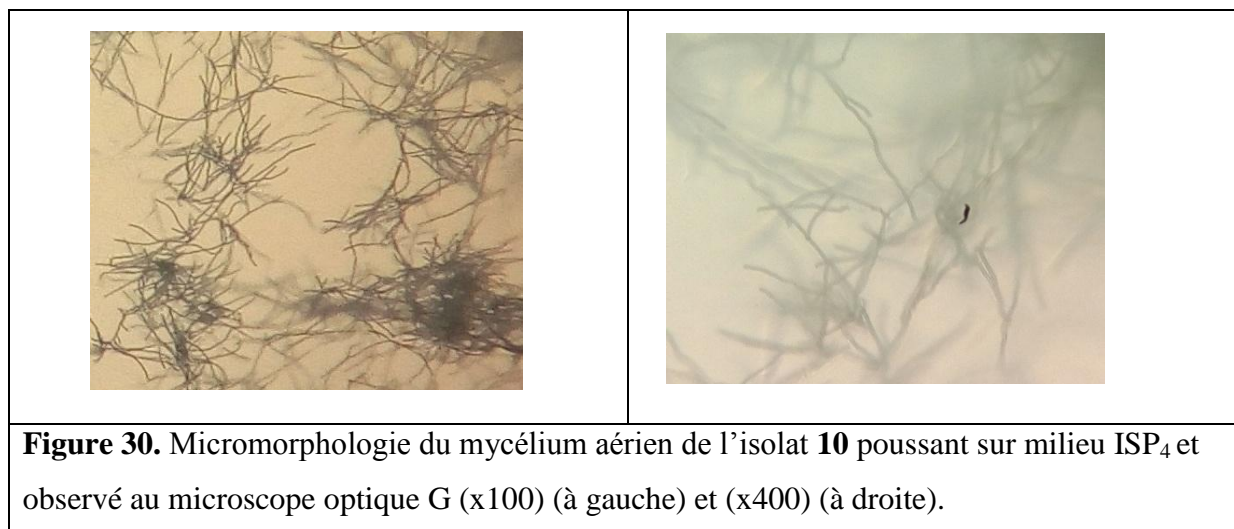 Figure 30. Micromorphologie du mycélium aérien de l’isolat 10 poussant sur milieu ISP4 et
observé au microscope optique G (x100) (à gauche) et (x400) (à droite).